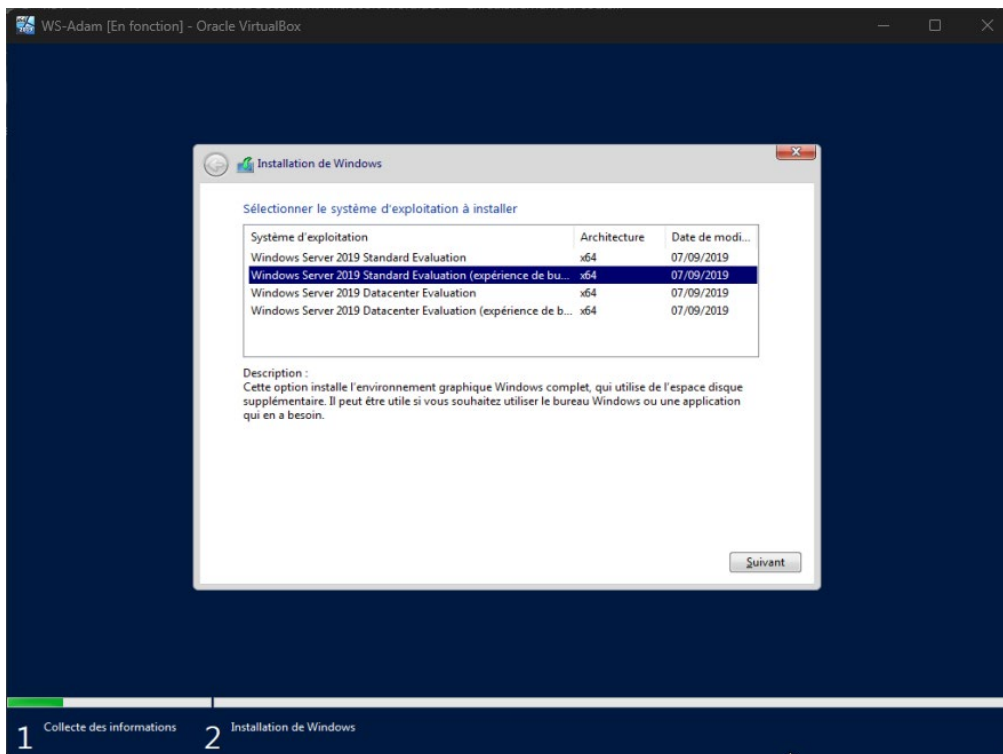 WS-Adam [En fonction] - Oracle VirtualBox
Installation de Windows
Sélectionner le système d'exploitation à installer
Système d'exploitation Architecture Date de modi...
Windows Server 2019 Standard Evaluation x64 07/09/2019
Windows Server 2019 Standard Evaluation (expérience de bu... x64 07/09/2019
Windows Server 2019 Datacenter Evaluation x64 07/09/2019
Windows Server 2019 Datacenter Evaluation (expérience de b... x64 07/09/2019
Description :
Cette option installe l'environnement graphique Windows complet, qui utilise de l'espace disque
supplémentaire. Il peut être utile si vous souhaitez utiliser le bureau Windows ou une application
qui en a besoin.
Suivant
1 Collecte des informations 2 Installation de Windows